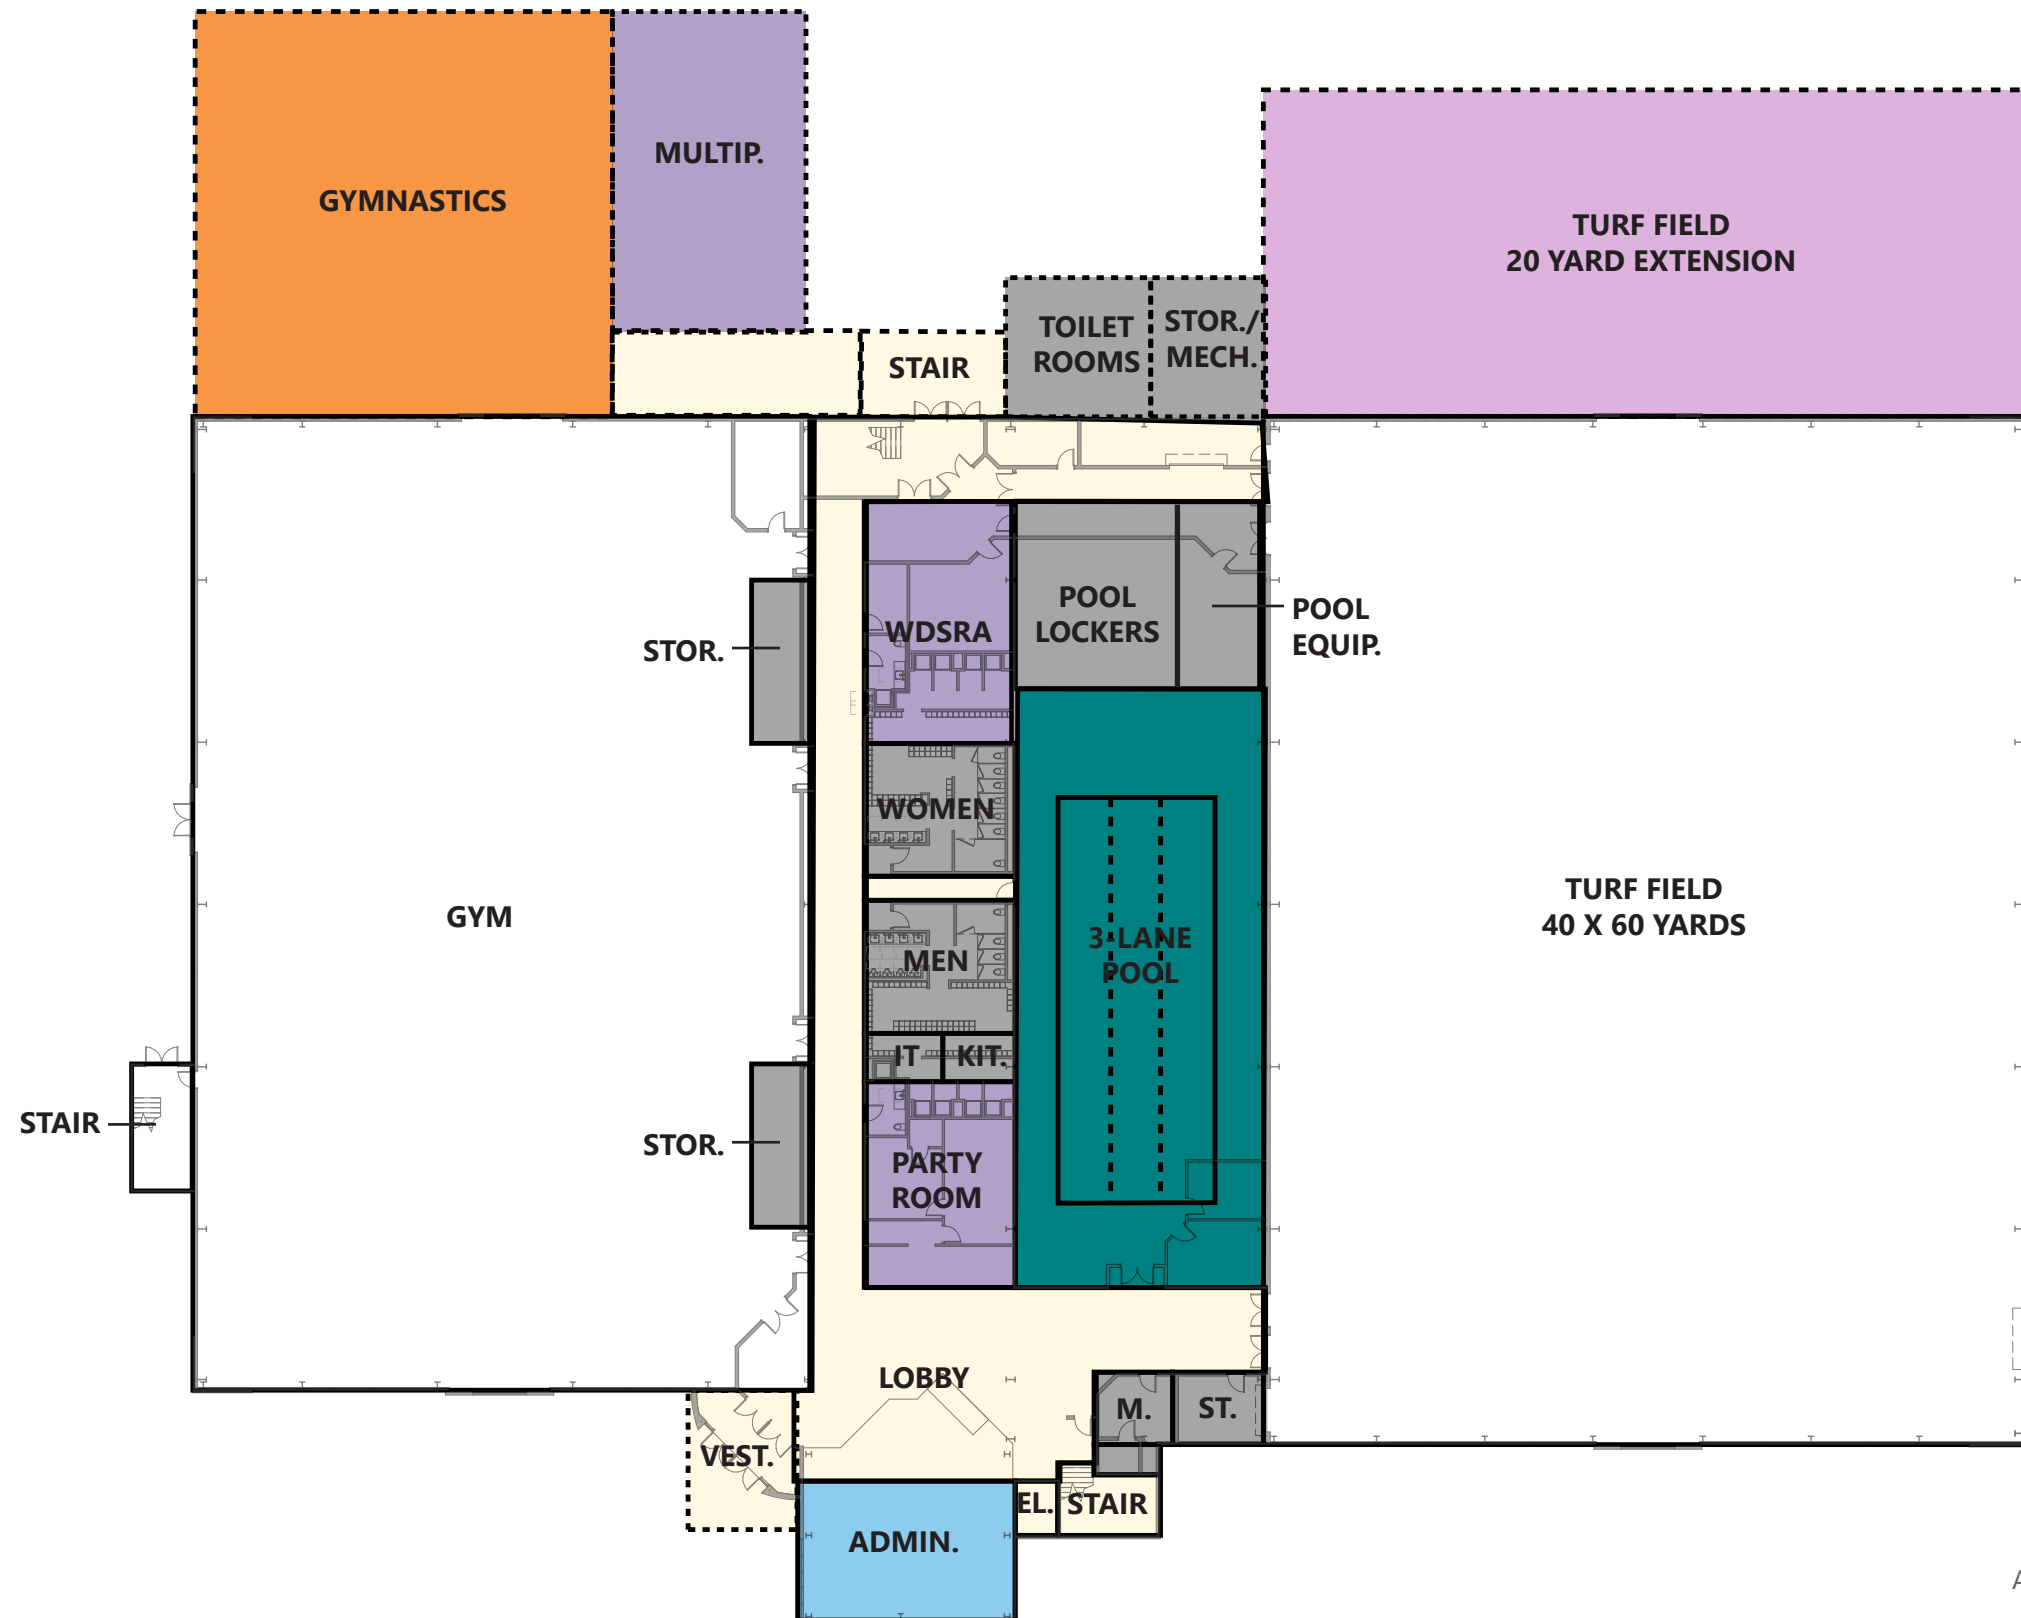 MULTIP.
GYMNASTICS
TURF FIELD
20 YARD EXTENSION
TOILET
ROOMS
STOR./
MECH.
STAIR
POOL
LOCKERS
POOL
EQUIP.
WDSRA
STOR.
WOMEN
GYM
TURF FIELD
40 X 60 YARDS
3-LANE
POOL
MEN
IT
KIT.
STAIR
STOR.
PARTY
ROOM
LOBBY
M.
ST.
VEST.
EL.
STAIR
ADMIN.